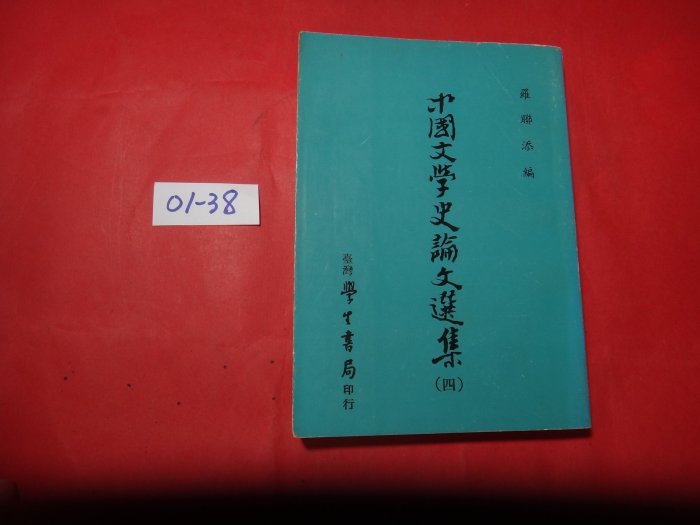 羅聯添編
中國文學史論文選集
(四)
臺灣學生書局印行
01-38